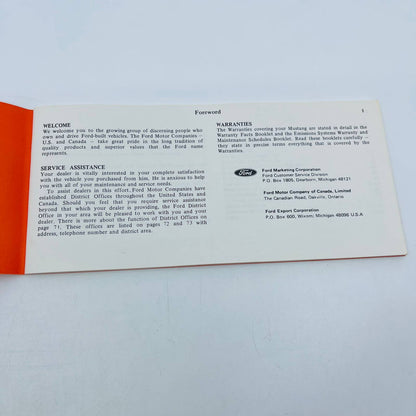 Foreword
1
WELCOME
We welcome you to the growing group of discerning people who
own and drive Ford-built vehicles. The Ford Motor Companies –
U.S. and Canada – take great pride in the long tradition of
quality products and superior values that the Ford name
represents.
SERVICE ASSISTANCE
Your dealer is vitally interested in your complete satisfaction
with the vehicle you purchased from him. He is anxious to help
you with all of your maintenance and service needs.
To assist dealers in this effort, Ford Motor Companies have
established District Offices throughout the United States and
Canada. Should you feel that you require service assistance
beyond that which your dealer is providing, the Ford District
Office in your area will be pleased to work with you and your
dealer. There is more about the function of District Offices on
page 71. These offices are listed on pages 72 and 73 with
address, telephone number and district area.
WARRANTIES
The Warranties covering your Mustang are stated in detail in the
Warranty Facts Booklet and the Emissions Systems Warranty and
Maintenance Schedules Booklet. Read these booklets carefully –
they state in precise terms everything that is covered by the
Warranties.
Ford
Ford Marketing Corporation
Ford Customer Service Division
P.O. Box 1805, Dearborn, Michigan 48121
Ford Motor Company of Canada, Limited
The Canadian Road, Oakville, Ontario
Ford Export Corporation
P.O. Box 600, Wixom, Michigan 48096 U.S.A